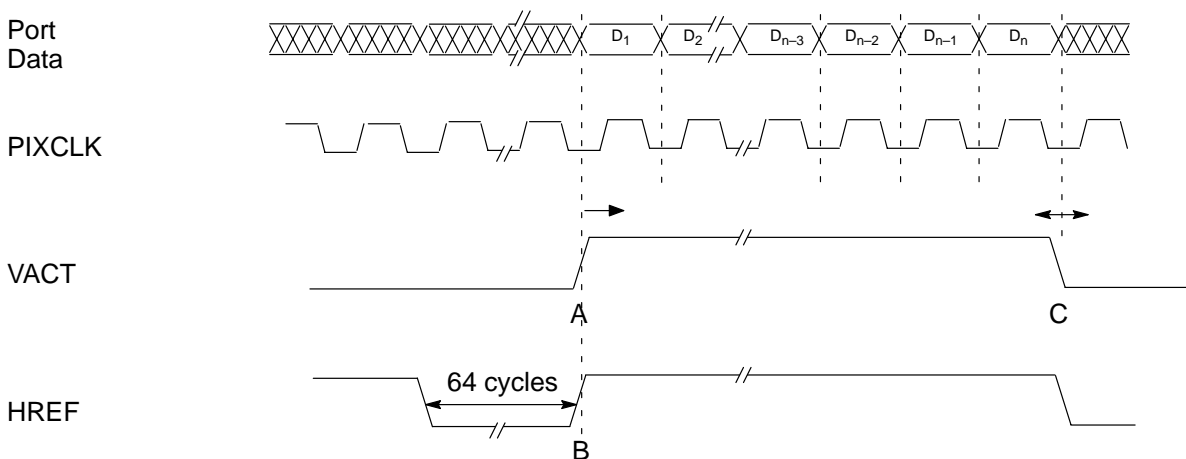 Port
Data
D1 D2 Dn–3 Dn–2 Dn–1 Dn
PIXCLK
VACT
A C
64 cycles
HREF
B